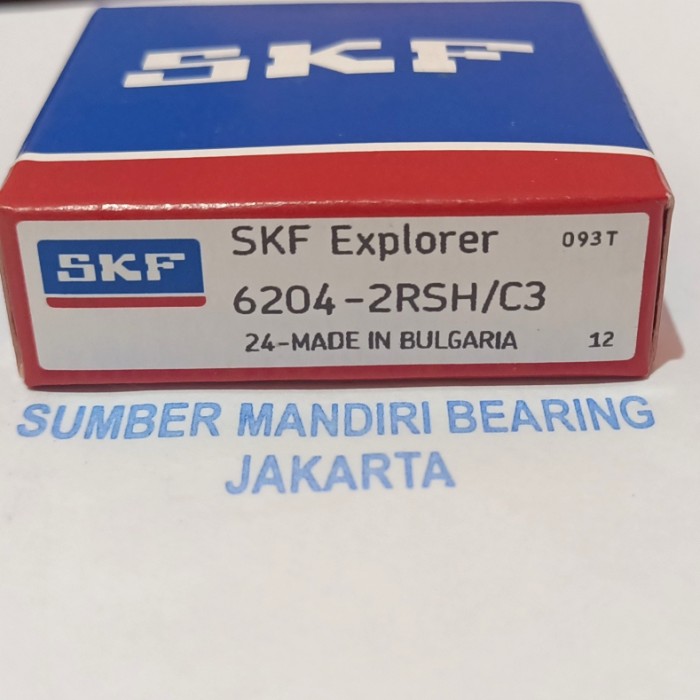 SKF
SKF
SKF Explorer
093T
6204-2RSH/C3
24-MADE IN BULGARIA
12
SUMBER MANDIRI BEARING
JAKARTA